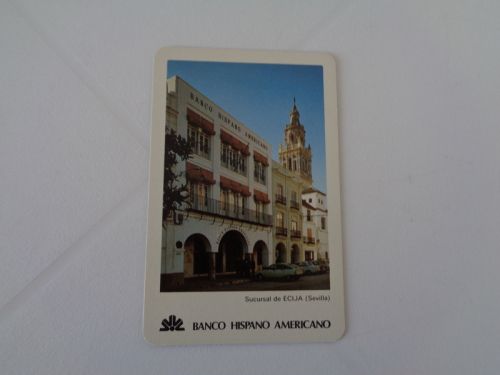 BANCO HISPANO AMERICANO
Sucursal de ECIJA (Sevilla)
BANCO HISPANO AMERICANO